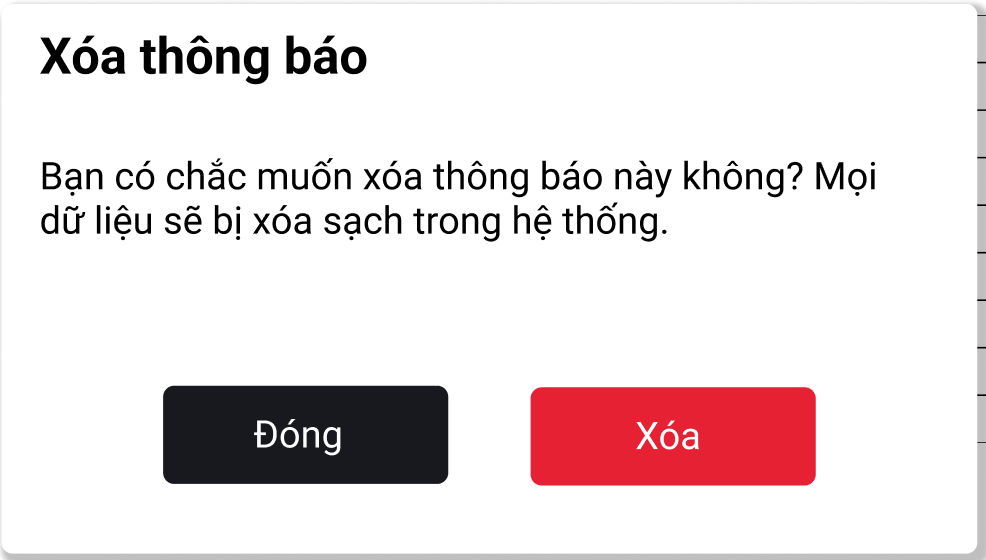 Xóa thông báo
Bạn có chắc muốn xóa thông báo này không? Mọi
dữ liệu sẽ bị xóa sạch trong hệ thống.
Đóng
Xóa